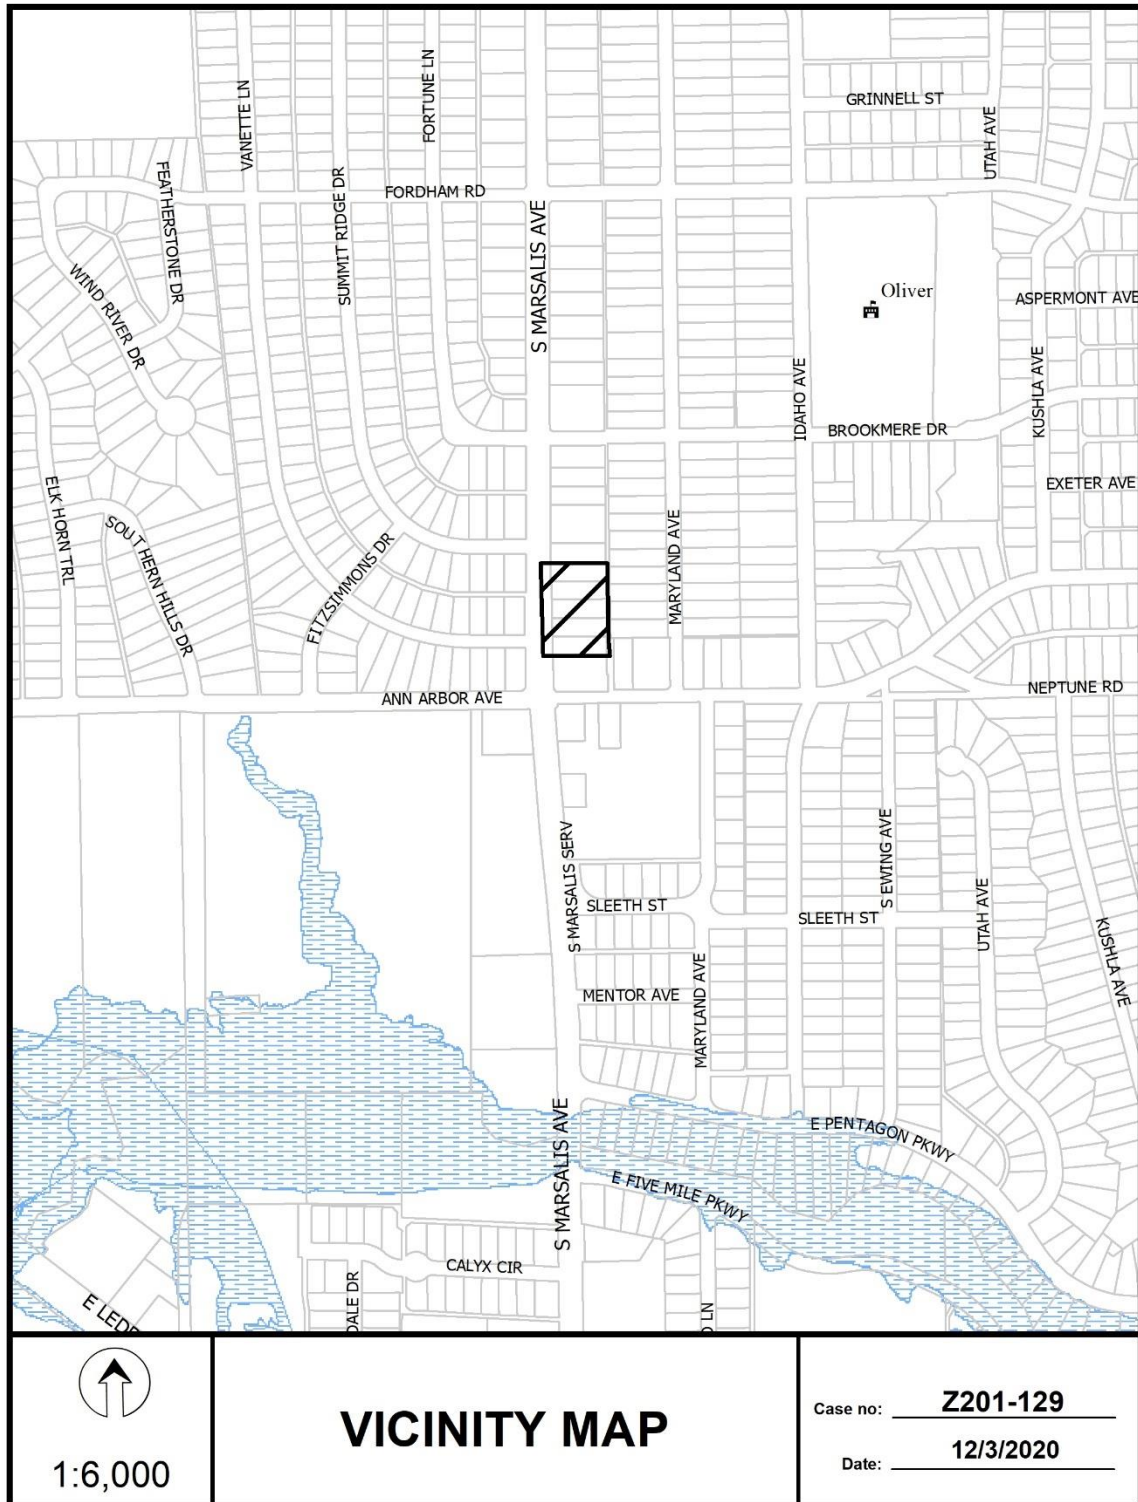 GRINNELL ST
VANETTE LN
FORTUNE LN
UTAH AVE
FEATHERSTONE DR
FORDHAM RD
SUMMIT RIDGE DR
S MARSALIS AVE
WIND RIVER DR
Oliver
ASPERMONT AVE
IDAHO AVE
KUSHLA AVE
BROOKMERE DR
ELK HORN TRL
SOUTHERN HILLS DR
EXETER AVE
FITZSIMMONS DR
MARYLAND AVE
ANN ARBOR AVE
NEPTUNE RD
S MARSALIS SERV
S EWING AVE
SLEETH ST
SLEETH ST
UTAH AVE
KUSHLA AVE
MENTOR AVE
MARYLAND AVE
S MARSALIS AVE
E PENTAGON PKWY
E FIVE MILE PKWY
CALYX CIR
E LEDB
DALE DR
D LN
1:6,000
VICINITY MAP
Case no: Z201-129
Date: 12/3/2020